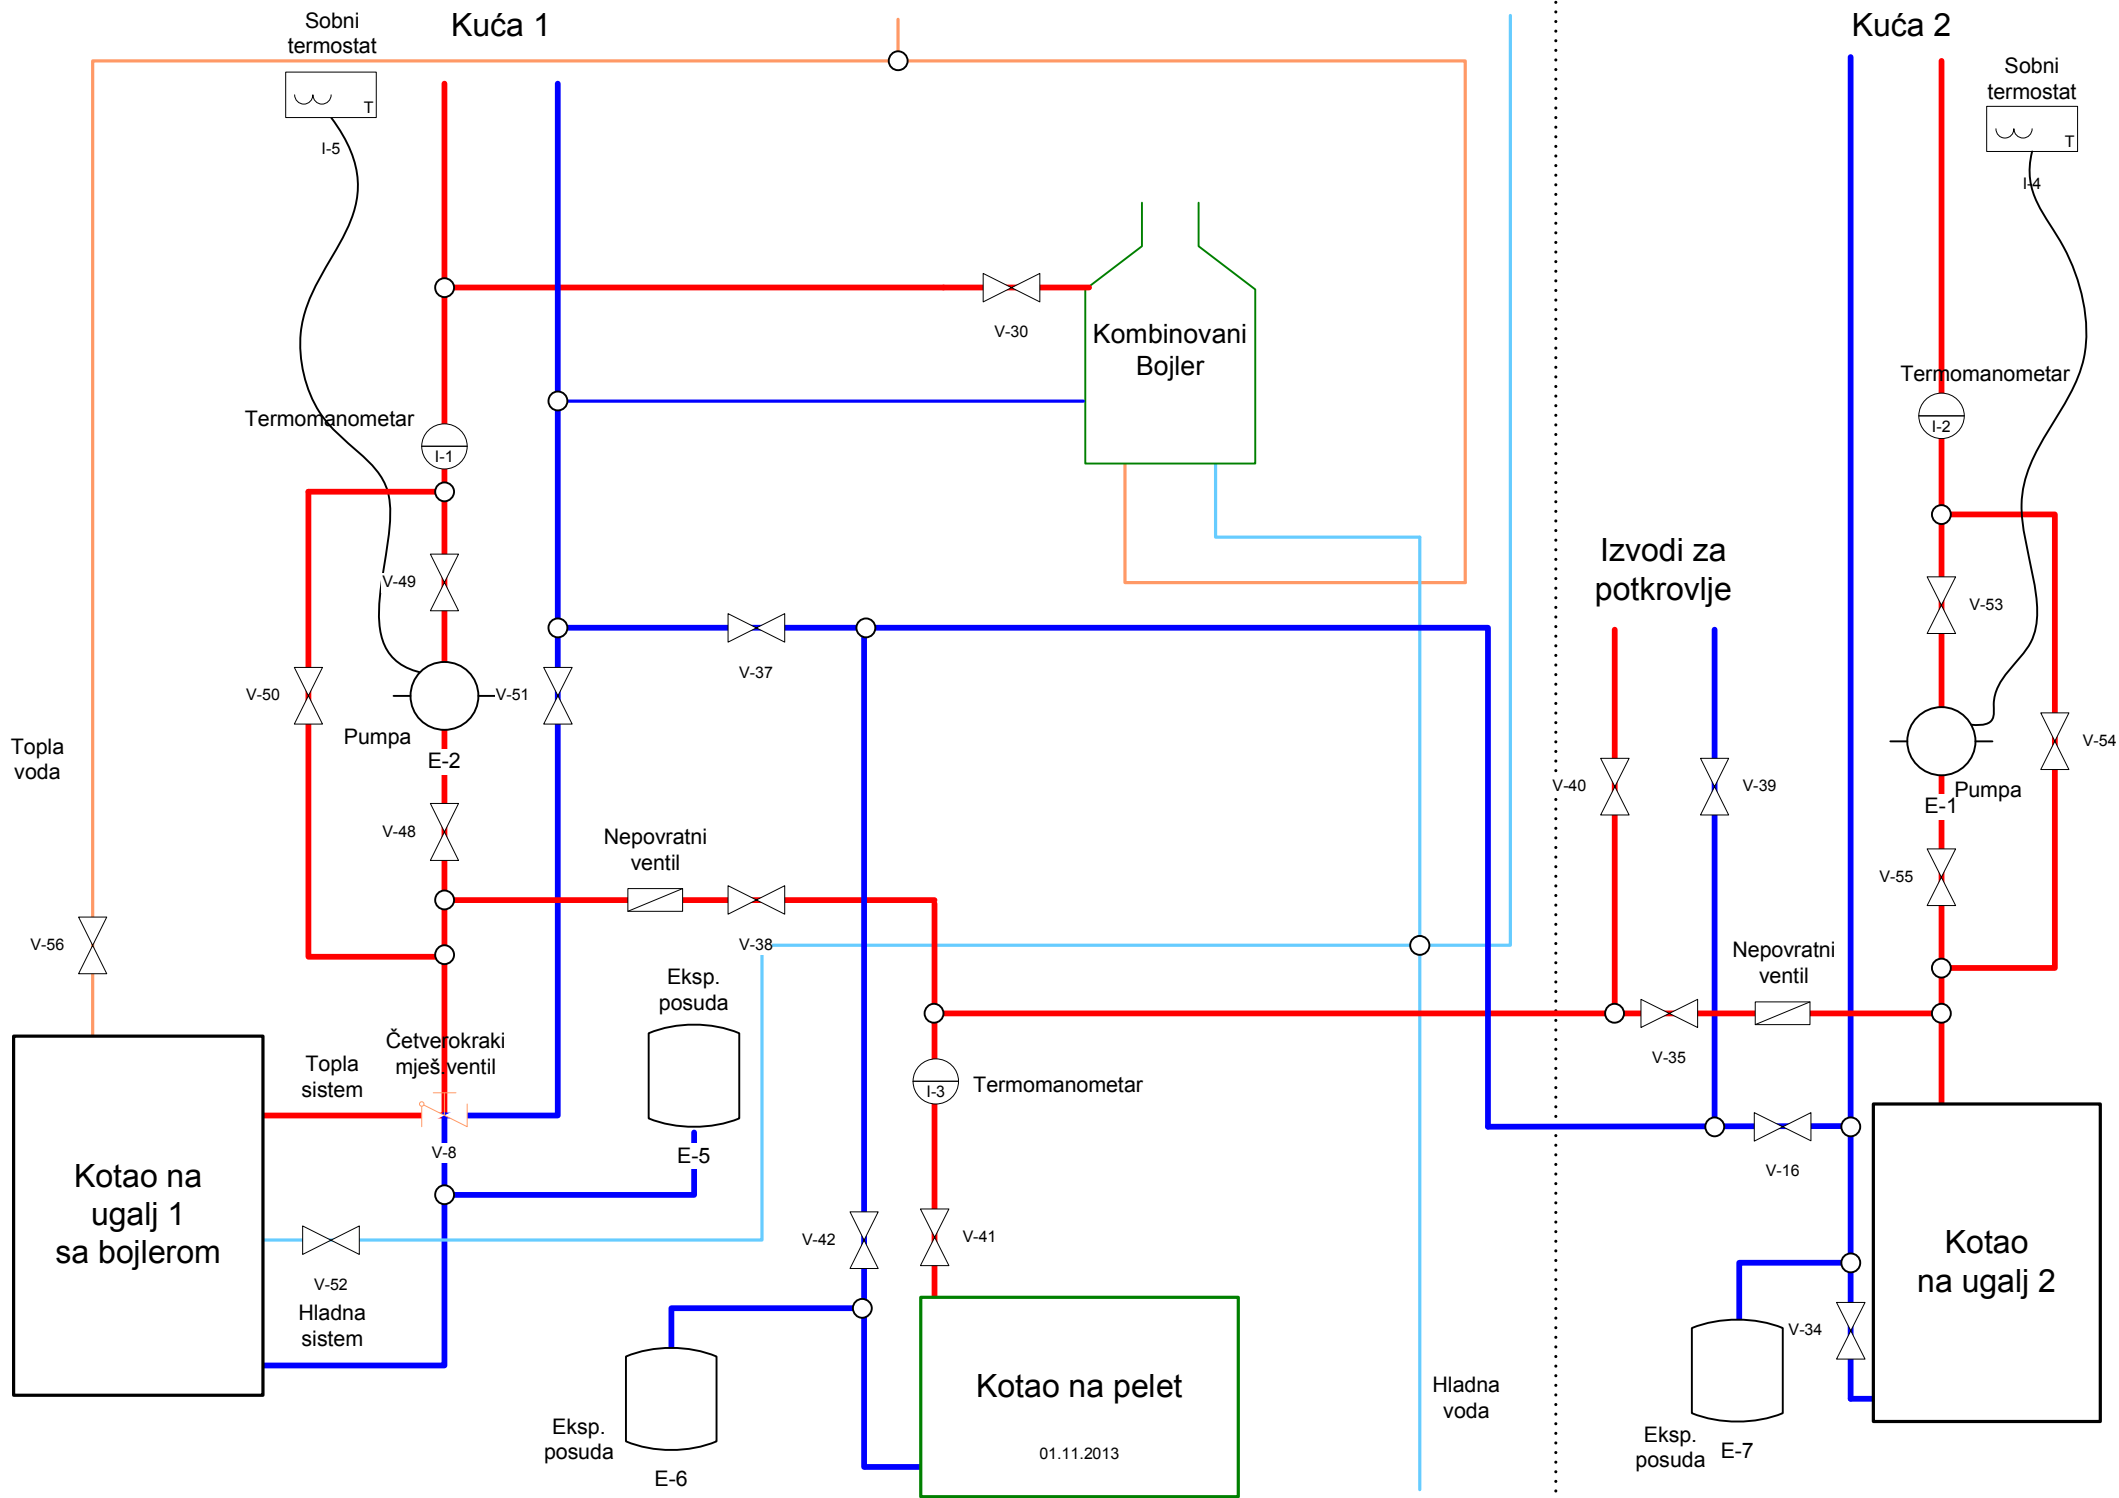 Kuća 1
Kuća 2
Sobni
termostat
T
I-5
Sobni
termostat
T
I-4
V-30
Kombinovani
Bojler
Termomanometar
I-1
Termomanometar
I-2
V-49
Izvodi za
potkrovlje
V-53
V-37
V-50
V-51
Pumpa
E-2
Topla
voda
V-54
V-40
V-39
Pumpa
E-1
V-48
Nepovratni
ventil
V-55
V-56
V-38
Nepovratni
ventil
Eksp.
posuda
Četverokraki
mješ.ventil
Topla
sistem
V-35
I-3
Termomanometar
V-8
E-5
V-16
Kotao na
ugalj 1
sa bojlerom
V-42
V-41
Kotao
na ugalj 2
V-52
Hladna
sistem
V-34
Kotao na pelet
01.11.2013
Hladna
voda
Eksp.
posuda
E-6
Eksp.
posuda
E-7